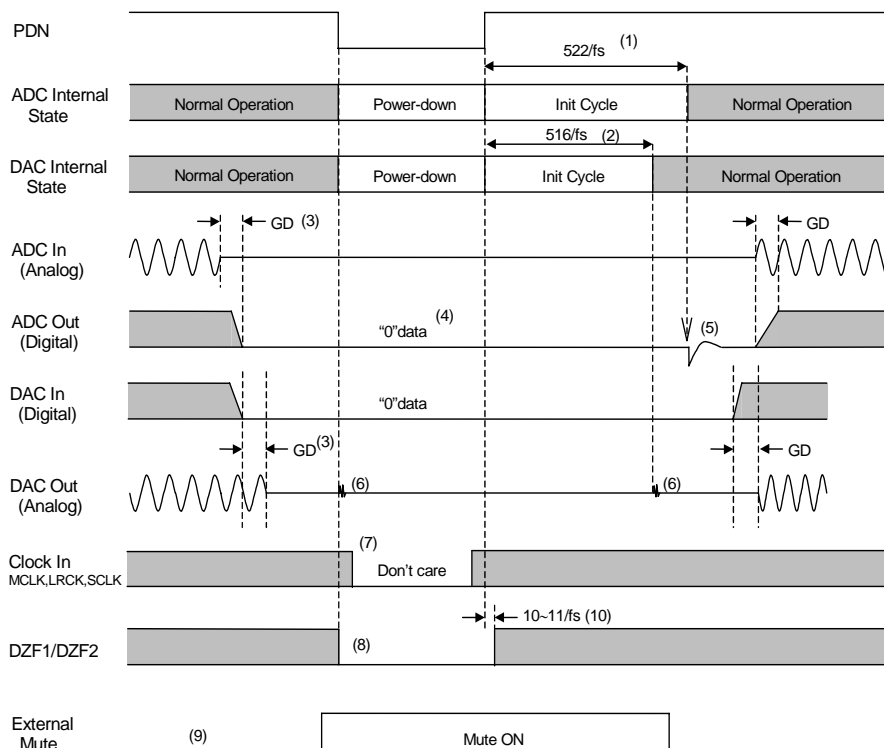 PDN
522/fs (1)
ADC Internal
State
Normal Operation Power-down Init Cycle Normal Operation
516/fs (2)
DAC Internal
State
Normal Operation Power-down Init Cycle Normal Operation
GD (3) GD
ADC In
(Analog)
ADC Out
(Digital)
“0”data (4) (5)
DAC In
(Digital)
“0”data
GD (3) GD
DAC Out
(Analog)
(6) (6)
Clock In
MCLK,LRCK,SCLK
(7)
Don’t care
10~11/fs (10)
DZF1/DZF2 (8)
External
Mute
(9) Mute ON